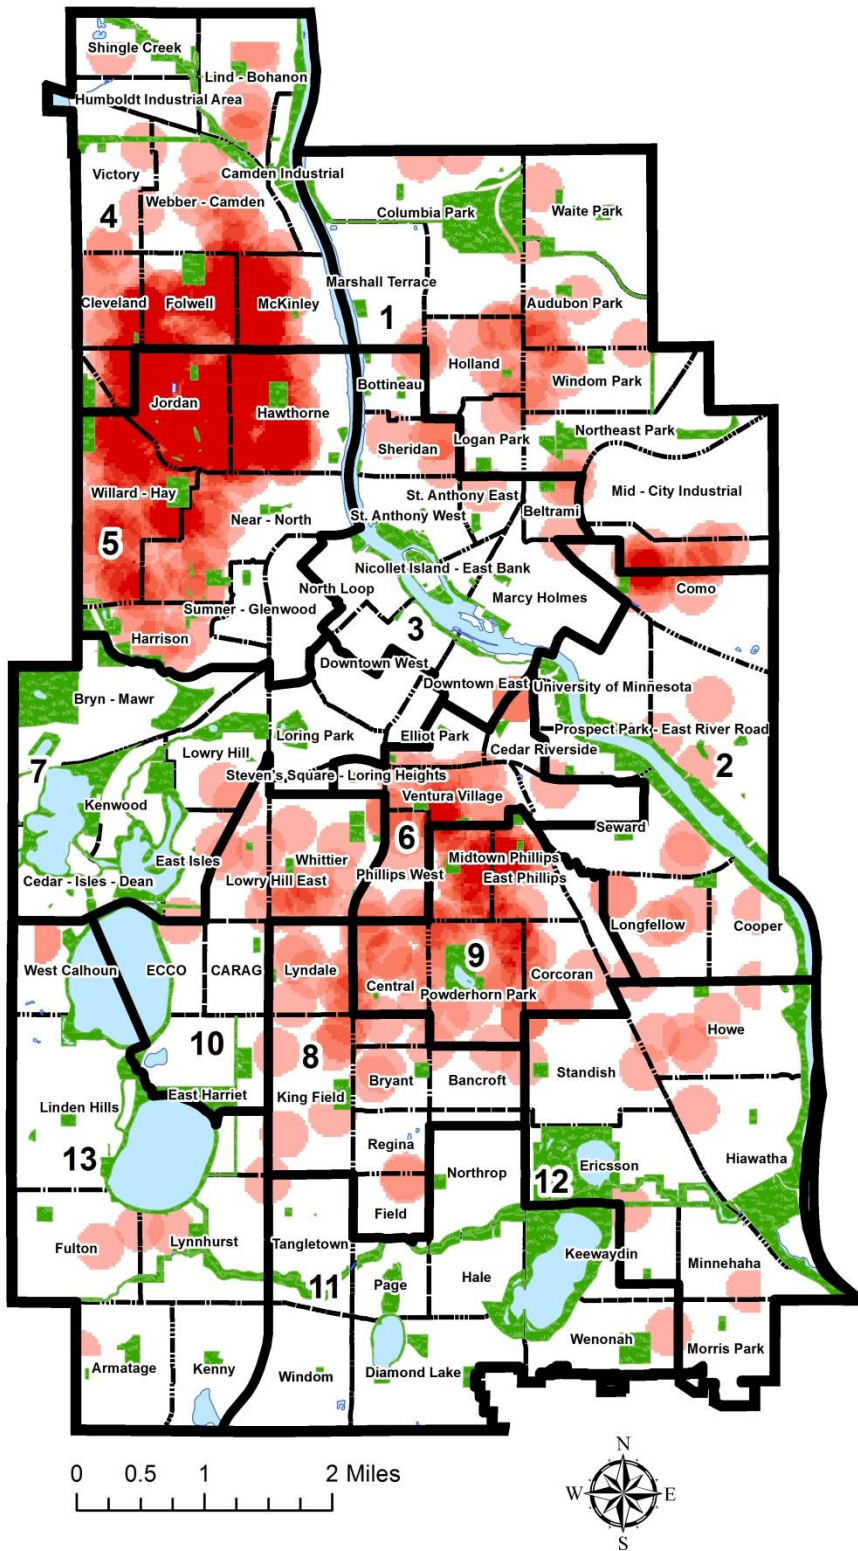 Shingle Creek
Lind - Bohanon
Humboldt Industrial Area
Victory
Camden Industrial
Webber - Camden
4
Columbia Park
Waite Park
Cleveland
Folwell
McKinley
Marshall Terrace
1
Audubon Park
Holland
Windom Park
Bottineau
Jordan
Hawthorne
Sheridan
Logan Park
Northeast Park
Willard - Hay
St. Anthony East
Mid - City Industrial
Near - North
St. Anthony West
Beltrami
5
Nicollet Island - East Bank
North Loop
Marcy Holmes
Como
Sumner - Glenwood
3
Harrison
Downtown West
Downtown East
University of Minnesota
Bryn - Mawr
Loring Park
Elliot Park
Prospect Park - East River Road
Lowry Hill
Cedar Riverside
7
2
Steven's Square - Loring Heights
Kenwood
Ventura Village
Seward
6
East Isles
Whittier
Midtown Phillips
Cedar - Isles - Dean
Lowry Hill East
Phillips West
East Phillips
Longfellow
Cooper
9
West Calhoun
ECCO
CARAG
Lyndale
Central
Corcoran
Powderhorn Park
Howe
10
8
Bryant
Bancroft
Standish
East Harriet
King Field
Linden Hills
Regina
13
Northrop
12
Ericsson
Hiawatha
Field
Fulton
Lynnhurst
Tangletown
Keewaydin
Minnehaha
11
Page
Hale
Wenonah
Morris Park
Armatage
Kenny
Windom
Diamond Lake
0 0.5 1 2 Miles
N
W E
S